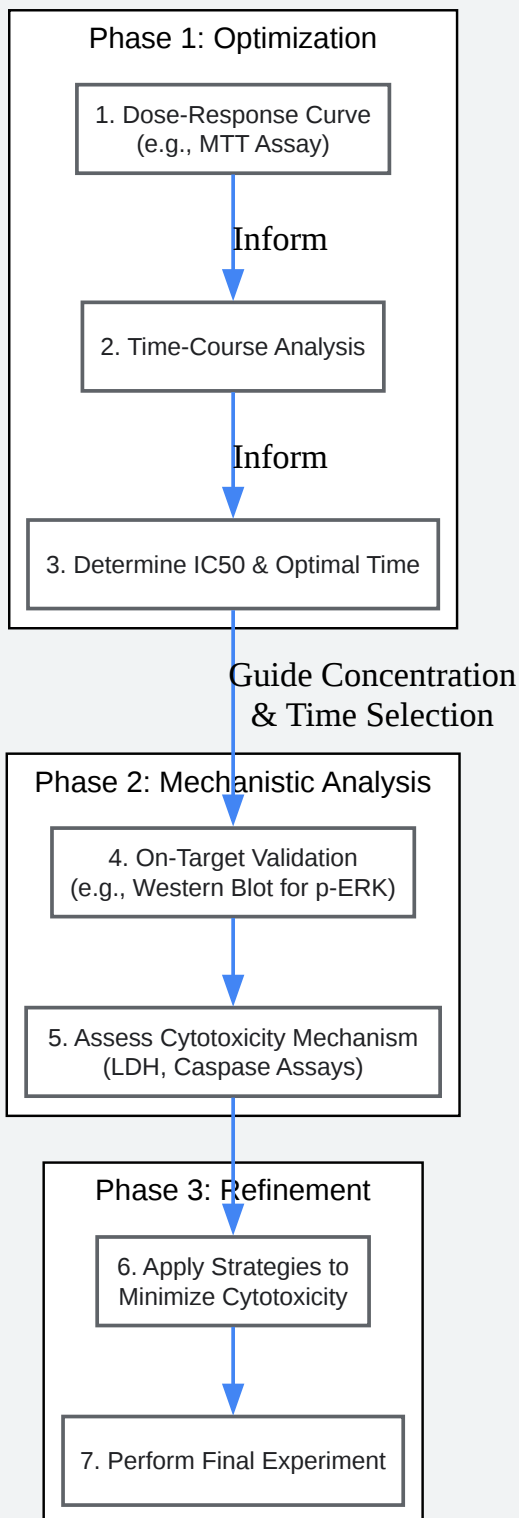 Phase 1: Optimization
1. Dose-Response Curve
(e.g., MTT Assay)
Inform
2. Time-Course Analysis
Inform
3. Determine IC50 & Optimal Time
Guide Concentration
& Time Selection
Phase 2: Mechanistic Analysis
4. On-Target Validation
(e.g., Western Blot for p-ERK)
5. Assess Cytotoxicity Mechanism
(LDH, Caspase Assays)
Phase 3: Refinement
6. Apply Strategies to
Minimize Cytotoxicity
7. Perform Final Experiment